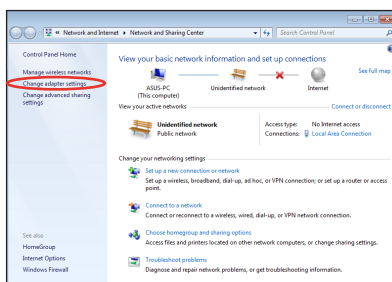 « Network and Internet ▸ Network and Sharing Center
Search Control Panel
Control Panel Home
Manage wireless networks
Change adapter settings
Change advanced sharing
settings
See also
HomeGroup
Internet Options
Windows Firewall
View your basic network information and set up connections
See full map
ASUS-PC
(This computer)
Unidentified network
Internet
View your active networks
Connect or disconnect
Unidentified network
Public network
Access type: No Internet access
Connections: Local Area Connection
Change your networking settings
Set up a new connection or network
Set up a wireless, broadband, dial-up, ad hoc, or VPN connection; or set up a router or access
point.
Connect to a network
Connect or reconnect to a wireless, wired, dial-up, or VPN network connection.
Choose homegroup and sharing options
Access files and printers located on other network computers, or change sharing settings.
Troubleshoot problems
Diagnose and repair network problems, or get troubleshooting information.